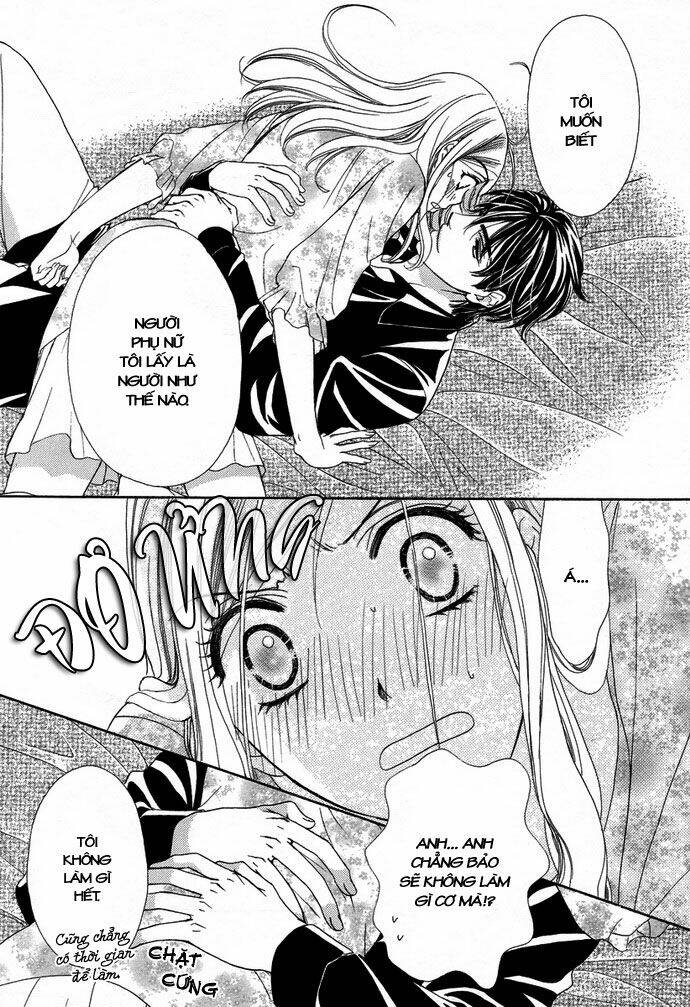 TÔI
MUỐN
BIẾT
NGƯỜI
PHỤ NỮ
TÔI LẤY LÀ
NGƯỜI NHƯ
THẾ NÀO.
ĐỎ ỬNG
Á...
ANH... ANH
CHẲNG BẢO
SẼ KHÔNG LÀM
GÌ CƠ MÀ!?
TÔI
KHÔNG
LÀM GÌ
HẾT.
Cũng chẳng
có thời gian
để làm.
CHẶT
CỨNG